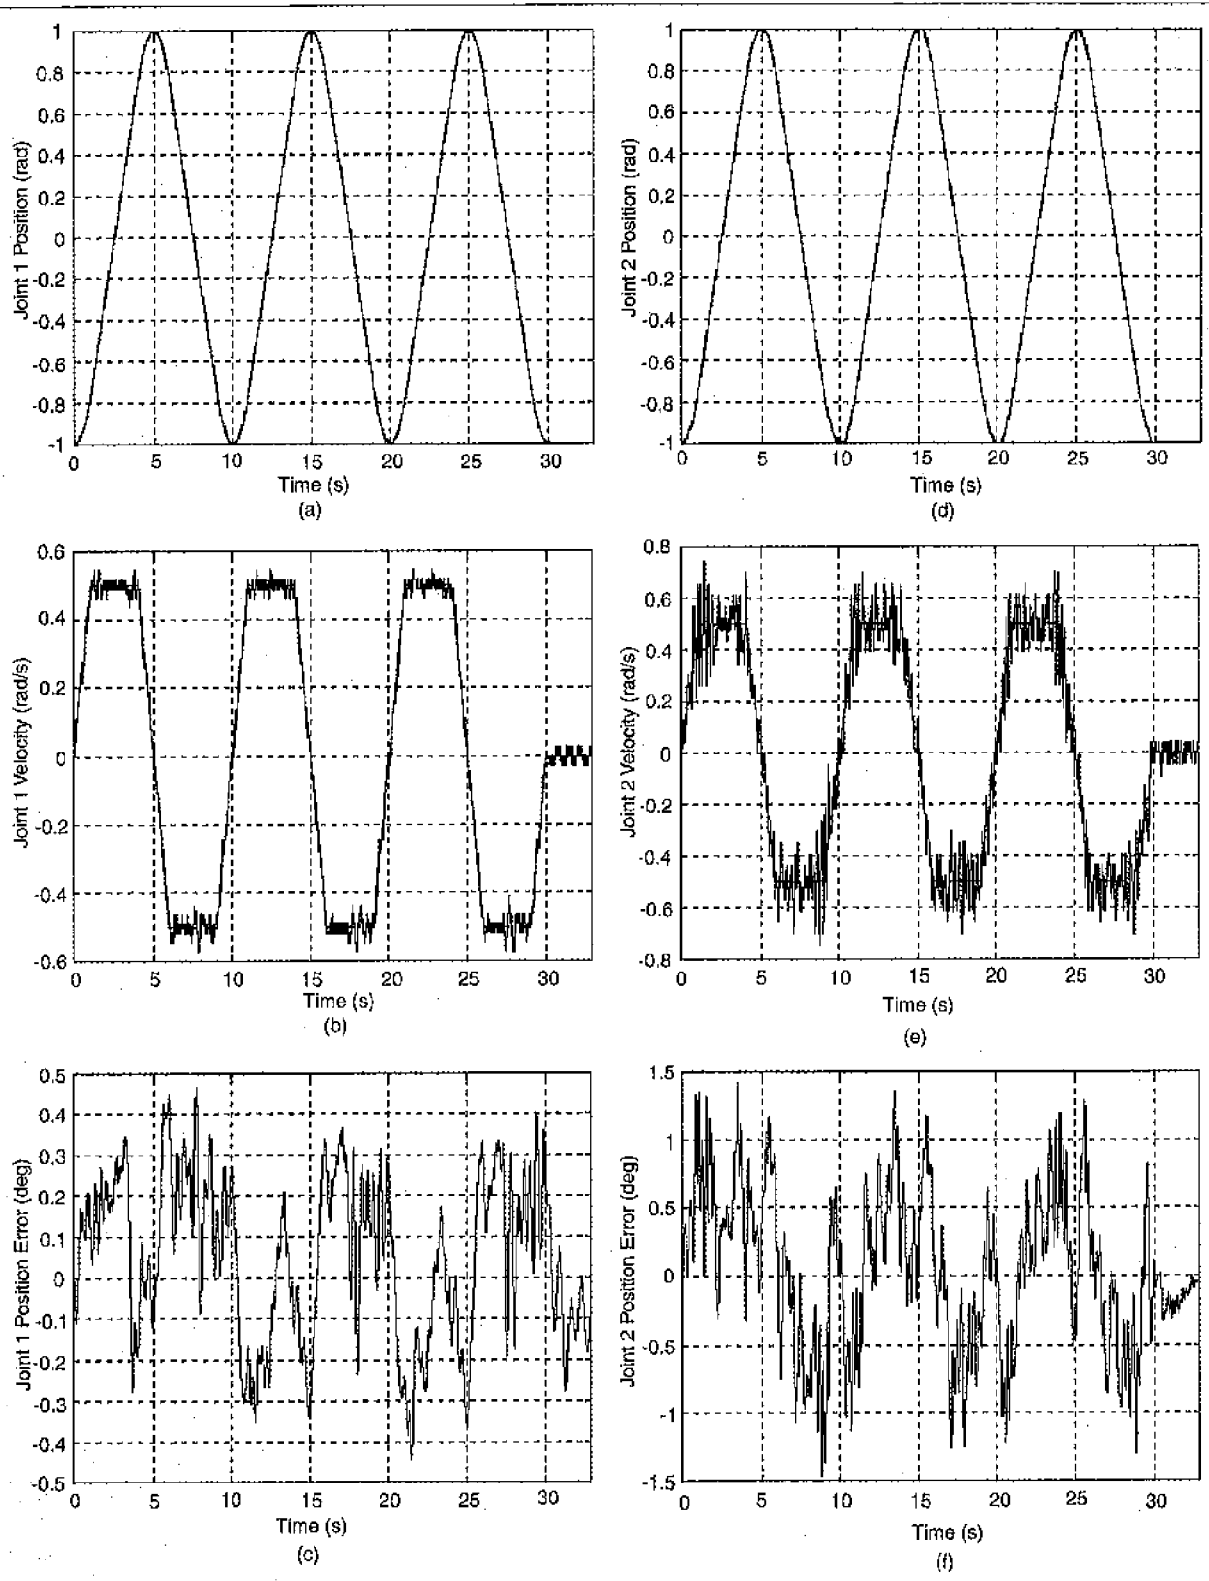 1
0.8
0.6
0.4
0.2
0
-0.2
-0.4
-0.6
-0.8
-1
Joint 1 Position (rad)
0 5 10 15 20 25 30
Time (s)
(a)
1
0.8
0.6
0.4
0.2
0
-0.2
-0.4
-0.6
-0.8
-1
Joint 2 Position (rad)
0 5 10 15 20 25 30
Time (s)
(d)
0.6
0.4
0.2
0
-0.2
-0.4
-0.6
Joint 1 Velocity (rad/s)
0 5 10 15 20 25 30
Time (s)
(b)
0.8
0.6
0.4
0.2
0
-0.2
-0.4
-0.6
-0.8
Joint 2 Velocity (rad/s)
0 5 10 15 20 25 30
Time (s)
(e)
0.5
0.4
0.3
0.2
0.1
0
-0.1
-0.2
-0.3
-0.4
-0.5
Joint 1 Position Error (deg)
0 5 10 15 20 25 30
Time (s)
(c)
1.5
1
0.5
0
-0.5
-1
-1.5
Joint 2 Position Error (deg)
0 5 10 15 20 25 30
Time (s)
(f)